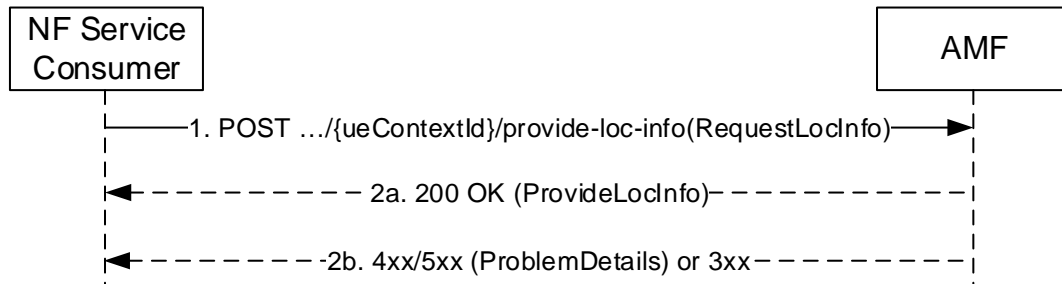 NF Service
Consumer
AMF
1. POST …/{ueContextId}/provide-loc-info(RequestLocInfo)
2a. 200 OK (ProvideLocInfo)
2b. 4xx/5xx (ProblemDetails) or 3xx